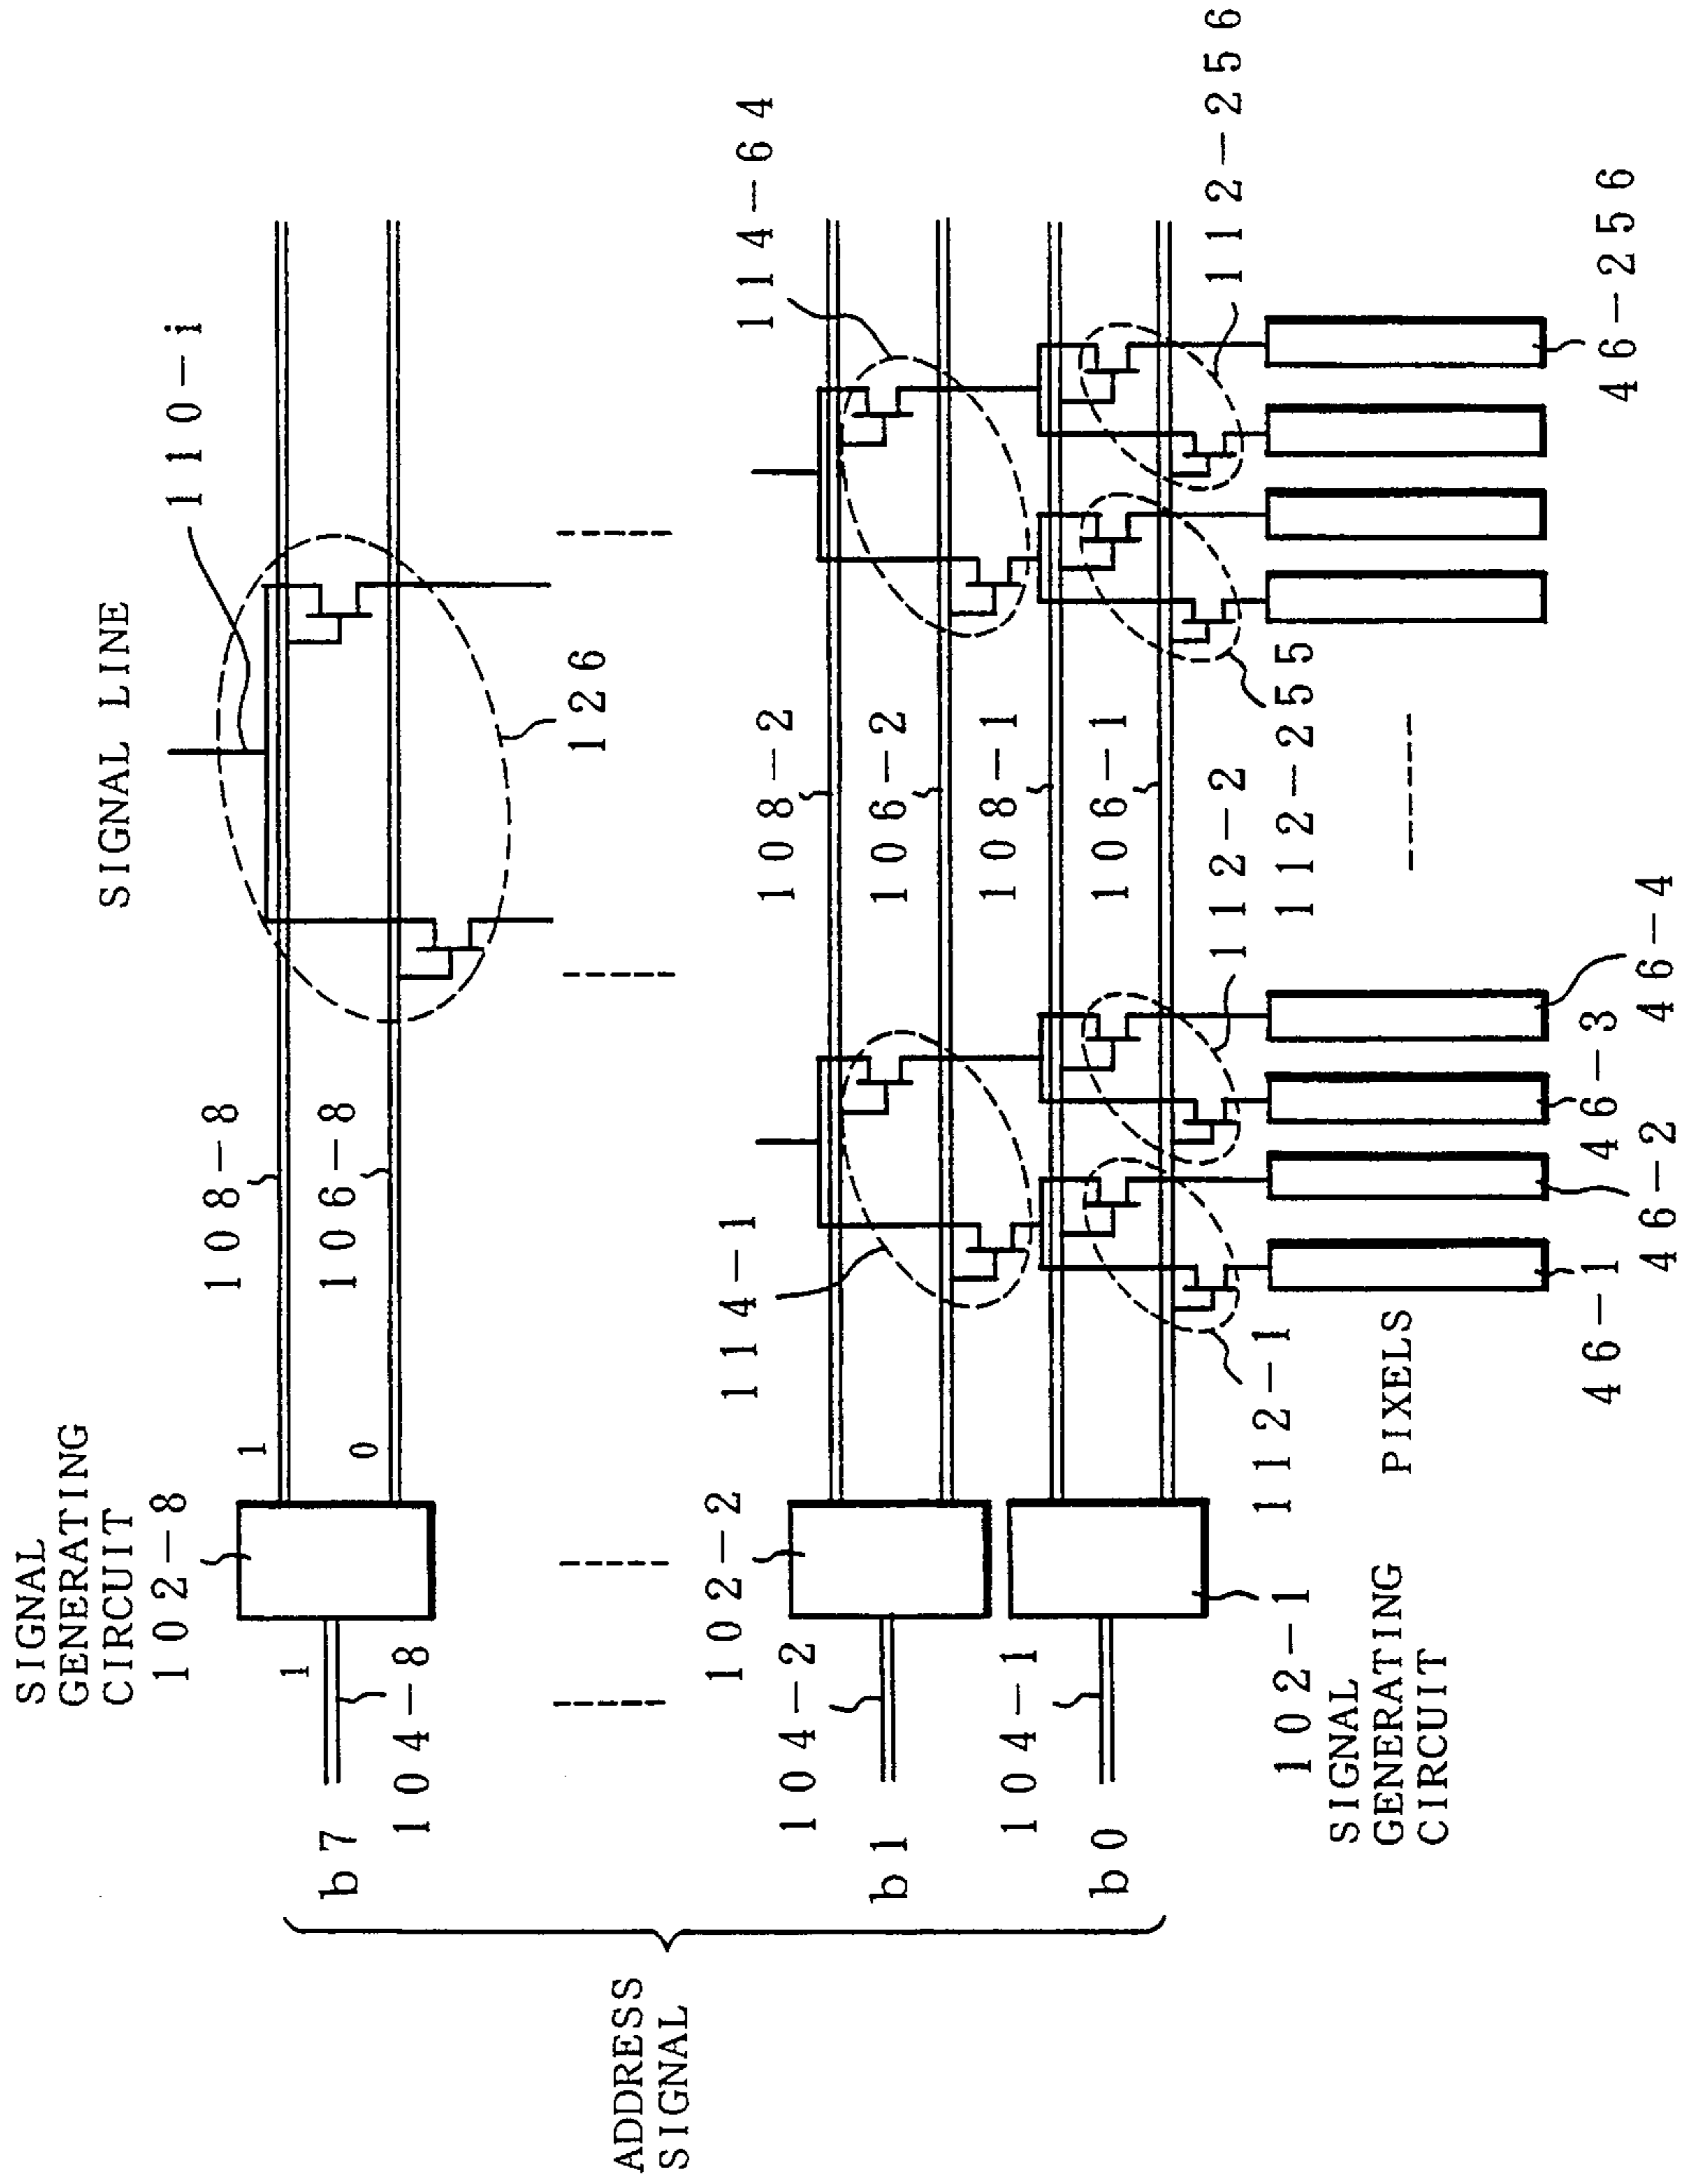 SIGNAL
GENERATING
CIRCUIT
102-8
SIGNAL LINE
110-i
108-8
106-8
1
0
1
b7
104-8
126
ADDRESS
SIGNAL
102-2
114-1
114-64
108-2
104-2
b1
106-2
108-1
104-1
b0
106-1
112-2
112-256
112-1
112-255
102-1
SIGNAL
GENERATING
CIRCUIT
PIXELS
46-1
46-2
46-3
46-4
46-256